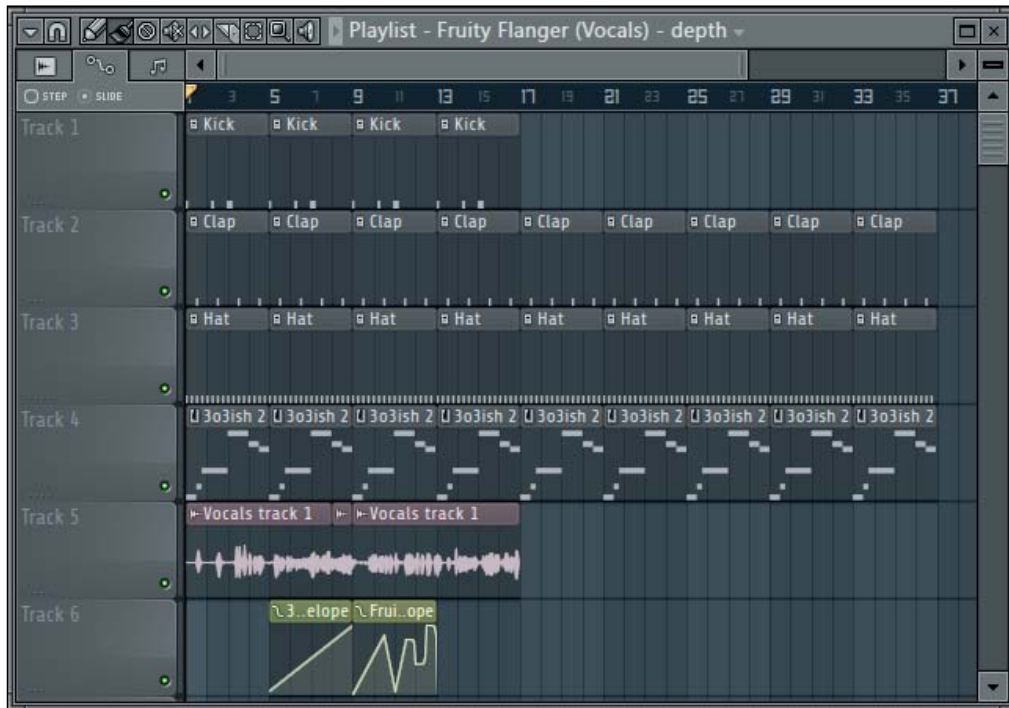 Playlist - Fruity Flanger (Vocals) - depth
STEP SLIDE 3 5 7 9 11 13 15 17 19 21 23 25 27 29 31 33 35 37
Track 1 Kick Kick Kick Kick
Track 2 Clap Clap Clap Clap Clap Clap Clap Clap Clap
Track 3 Hat Hat Hat Hat Hat Hat Hat Hat Hat
Track 4 3o3ish 2 3o3ish 2 3o3ish 2 3o3ish 2 3o3ish 2 3o3ish 2 3o3ish 2 3o3ish 2 3o3ish 2
Track 5 Vocals track 1 Vocals track 1
Track 6 3..elope Frui..ope